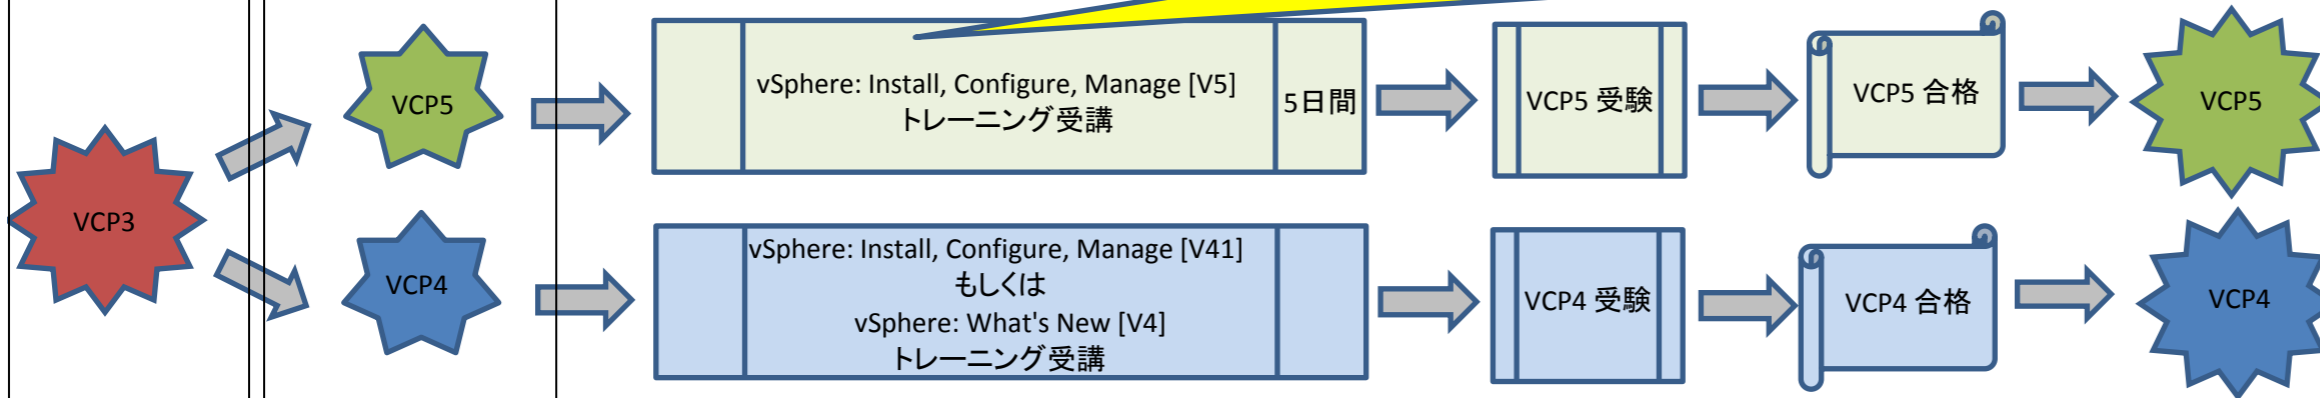 VCP3
VCP5
vSphere: Install, Configure, Manage [V5]
トレーニング受講
5日間
VCP5 受験
VCP5 合格
VCP5
VCP4
vSphere: Install, Configure, Manage [V41]
もしくは
vSphere: What's New [V4]
トレーニング受講
VCP4 受験
VCP4 合格
VCP4